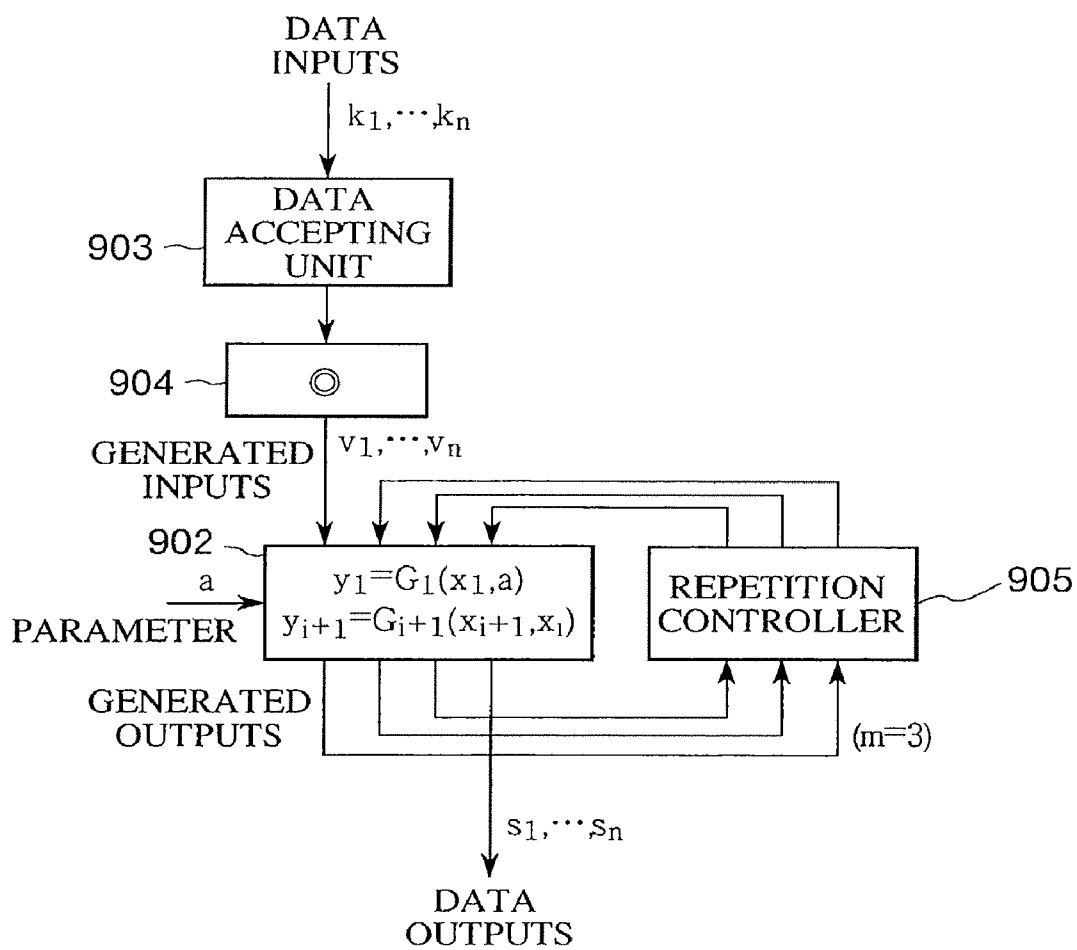 DATA
INPUTS
k1,⋯,kn
DATA
ACCEPTING
UNIT
903
904
GENERATED
INPUTS
v1,⋯,vn
902
a
PARAMETER
y1=G1(x1,a)
yi+1=Gi+1(xi+1,xi)
REPETITION
CONTROLLER
905
GENERATED
OUTPUTS
(m=3)
s1,⋯,sn
DATA
OUTPUTS